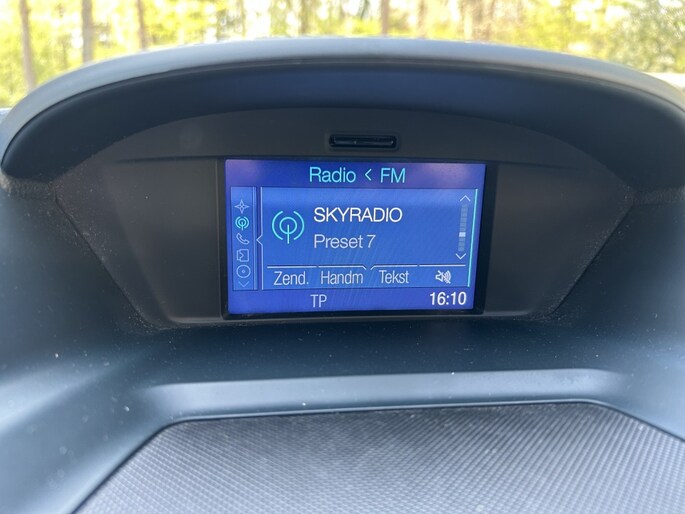 Radio < FM
SKYRADIO
Preset 7
Zend. Handm Tekst
TP 16:10